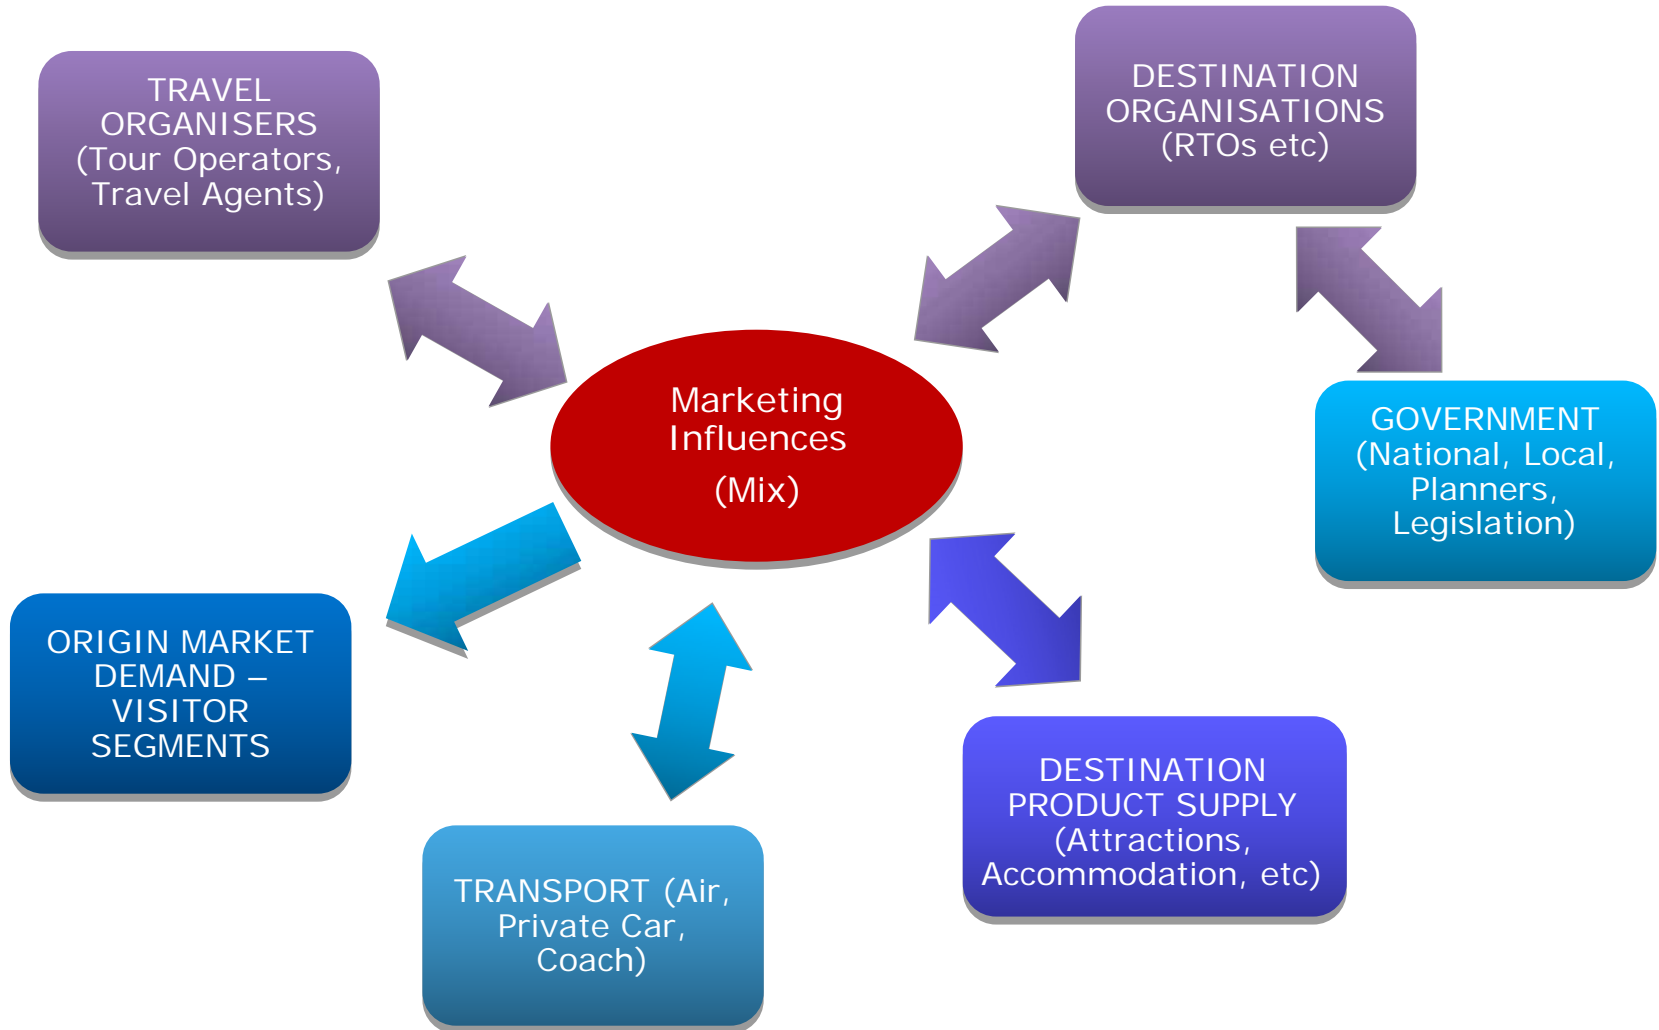 TRAVEL
ORGANISERS
(Tour Operators,
Travel Agents)
DESTINATION
ORGANISATIONS
(RTOs etc)
Marketing
Influences
(Mix)
GOVERNMENT
(National, Local,
Planners,
Legislation)
ORIGIN MARKET
DEMAND –
VISITOR
SEGMENTS
DESTINATION
PRODUCT SUPPLY
(Attractions,
Accommodation, etc)
TRANSPORT (Air,
Private Car,
Coach)